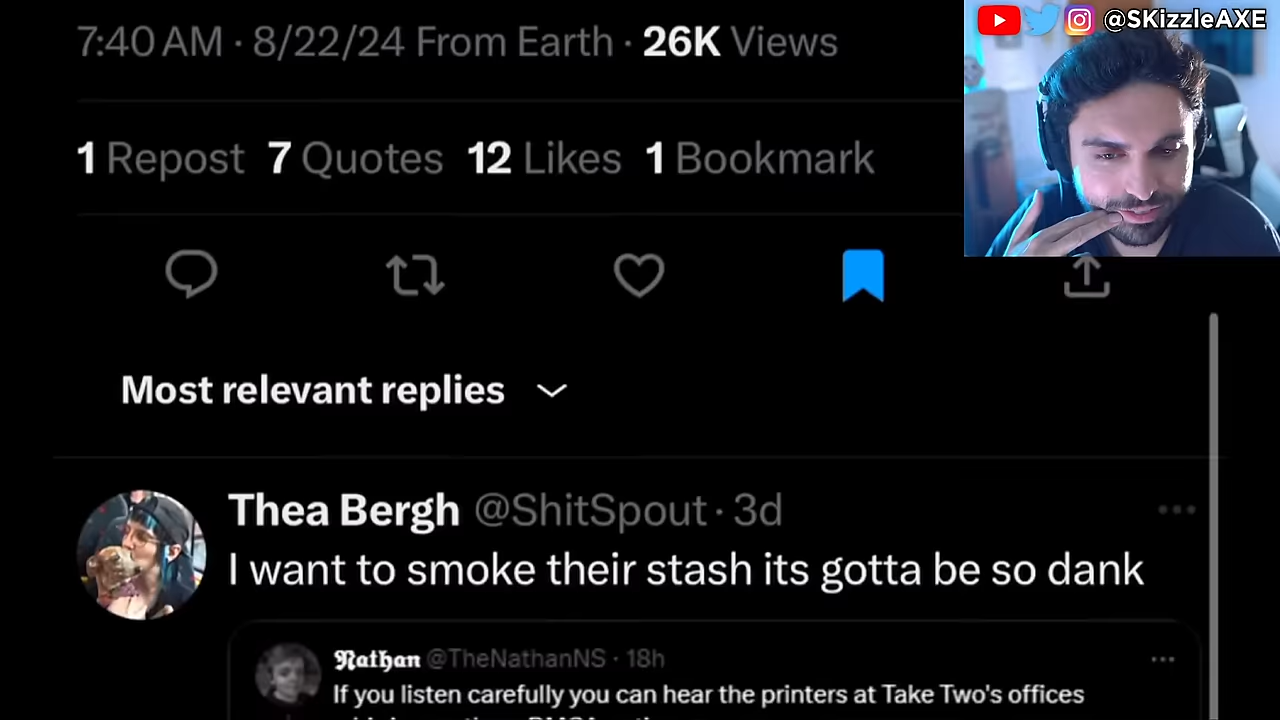 @SKizzleAXE
7:40 AM · 8/22/24 From Earth · 26K Views
1 Repost 7 Quotes 12 Likes 1 Bookmark
Most relevant replies
Thea Bergh @ShitSpout · 3d
I want to smoke their stash its gotta be so dank
Nathan @TheNathanNS · 18h
If you listen carefully you can hear the printers at Take Two's offices